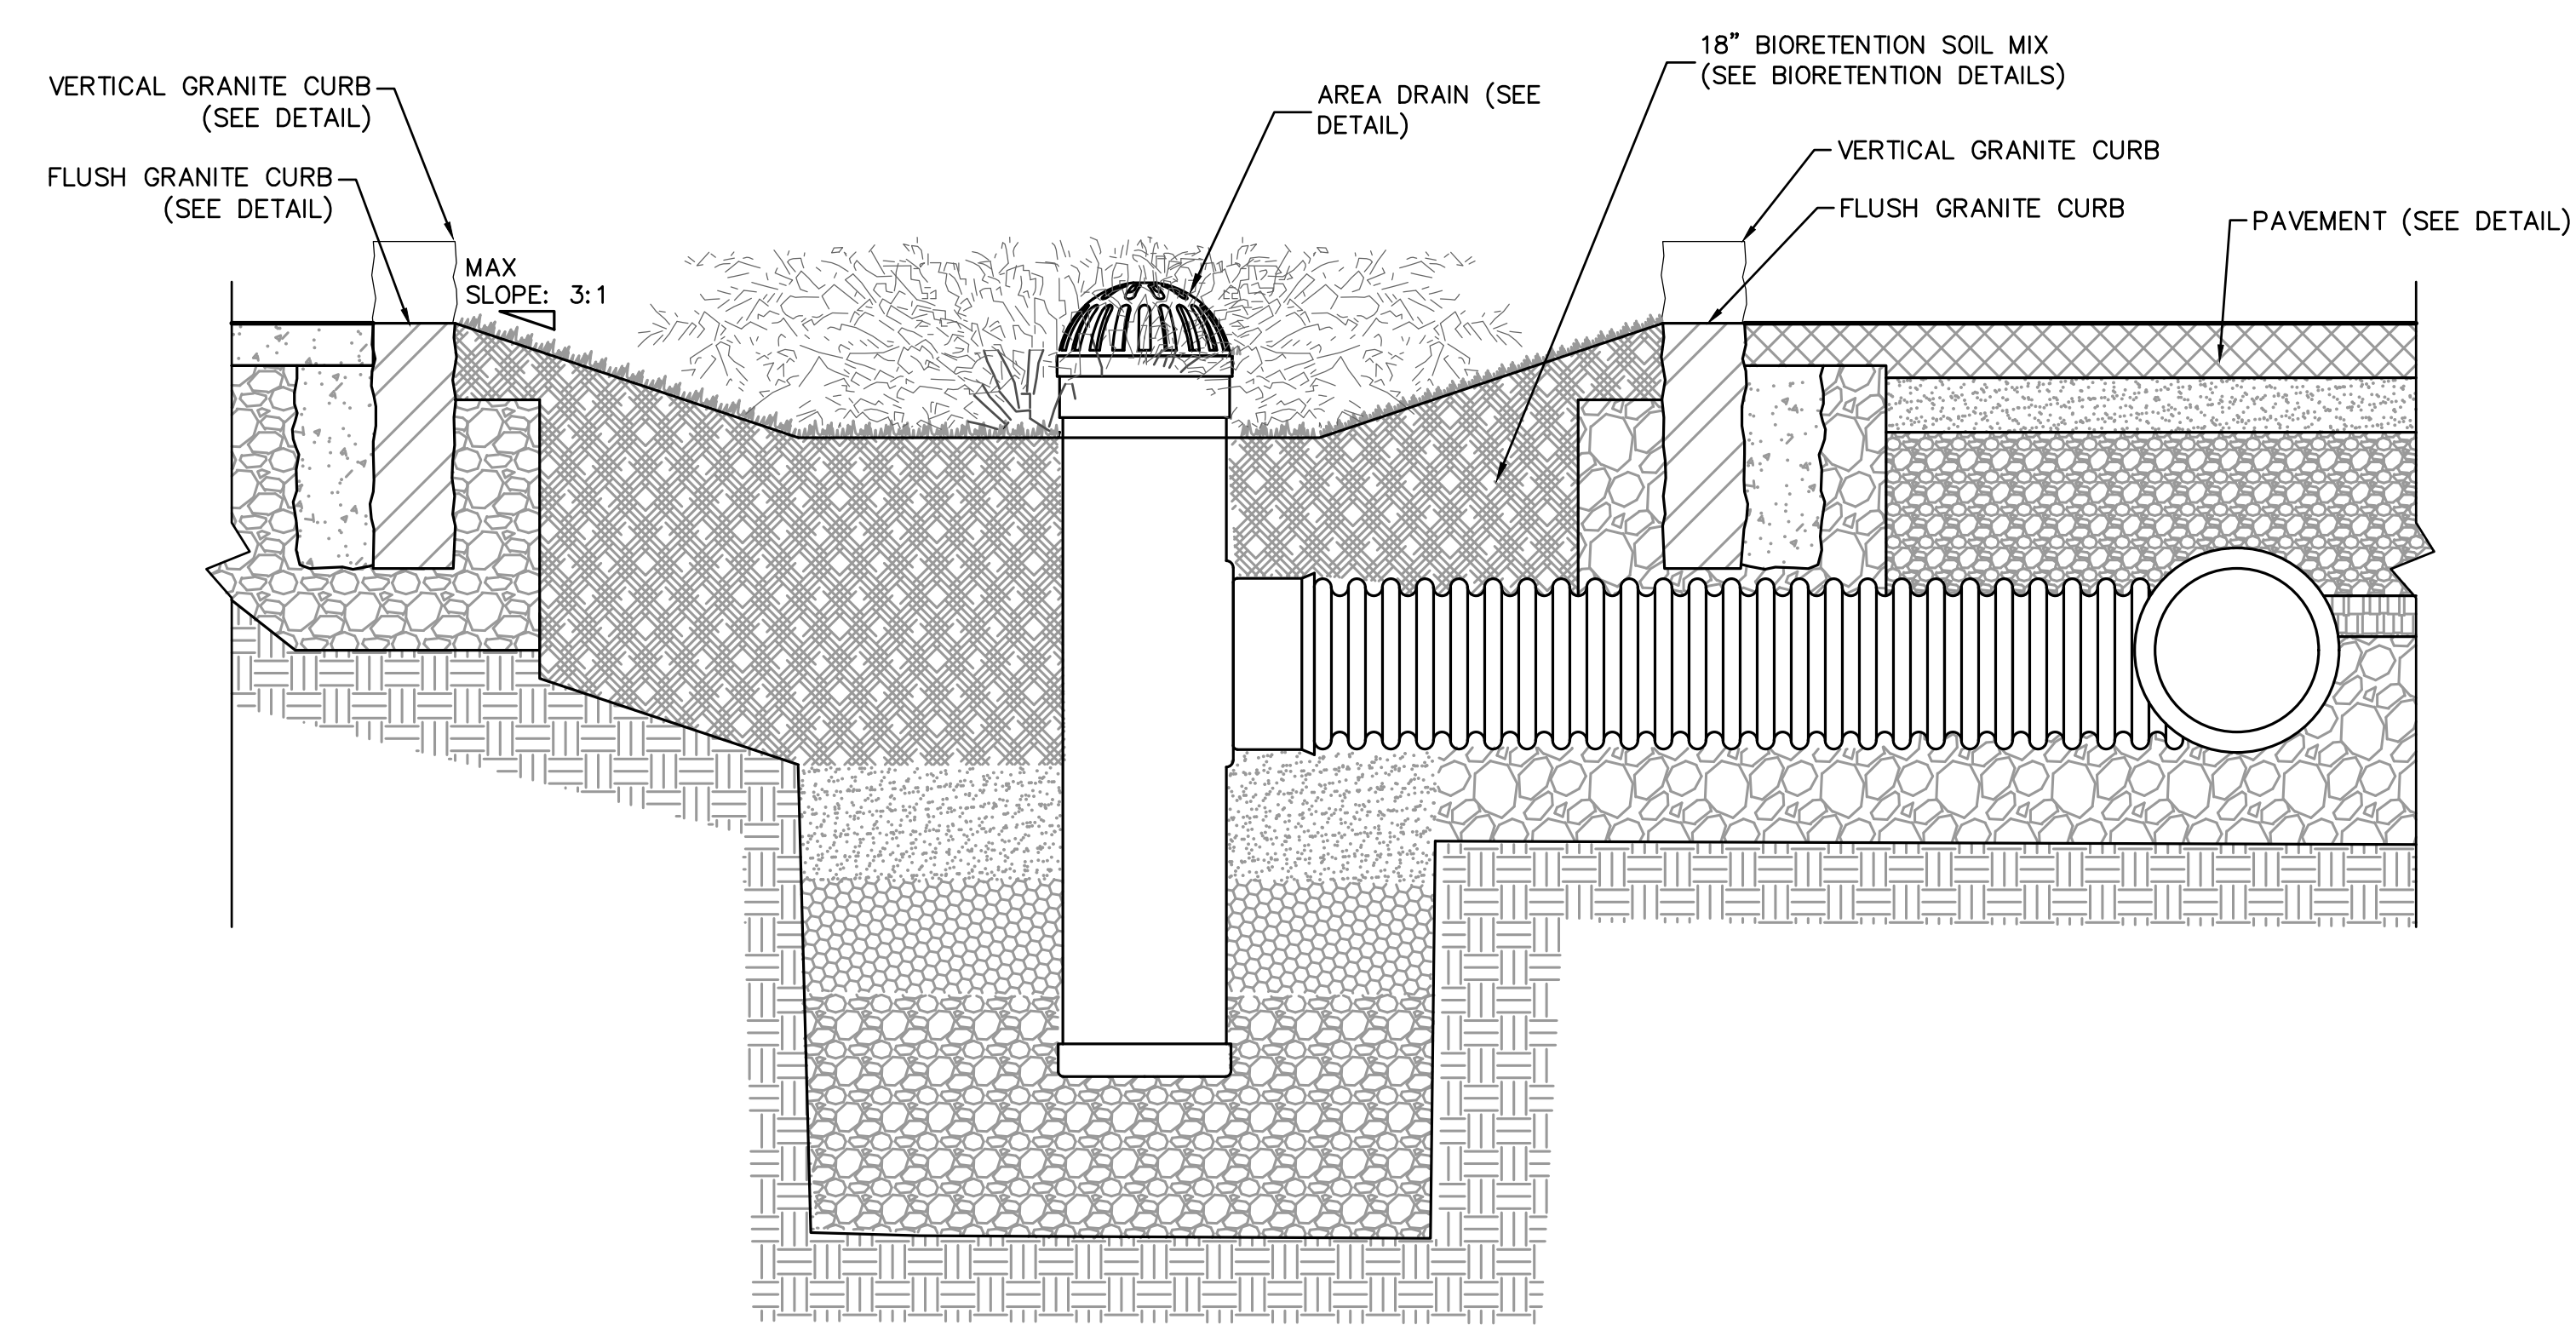 VERTICAL GRANITE CURB
(SEE DETAIL)
FLUSH GRANITE CURB
(SEE DETAIL)
MAX
SLOPE: 3:1
AREA DRAIN (SEE
DETAIL)
18" BIORETENTION SOIL MIX
(SEE BIORETENTION DETAILS)
VERTICAL GRANITE CURB
FLUSH GRANITE CURB
PAVEMENT (SEE DETAIL)